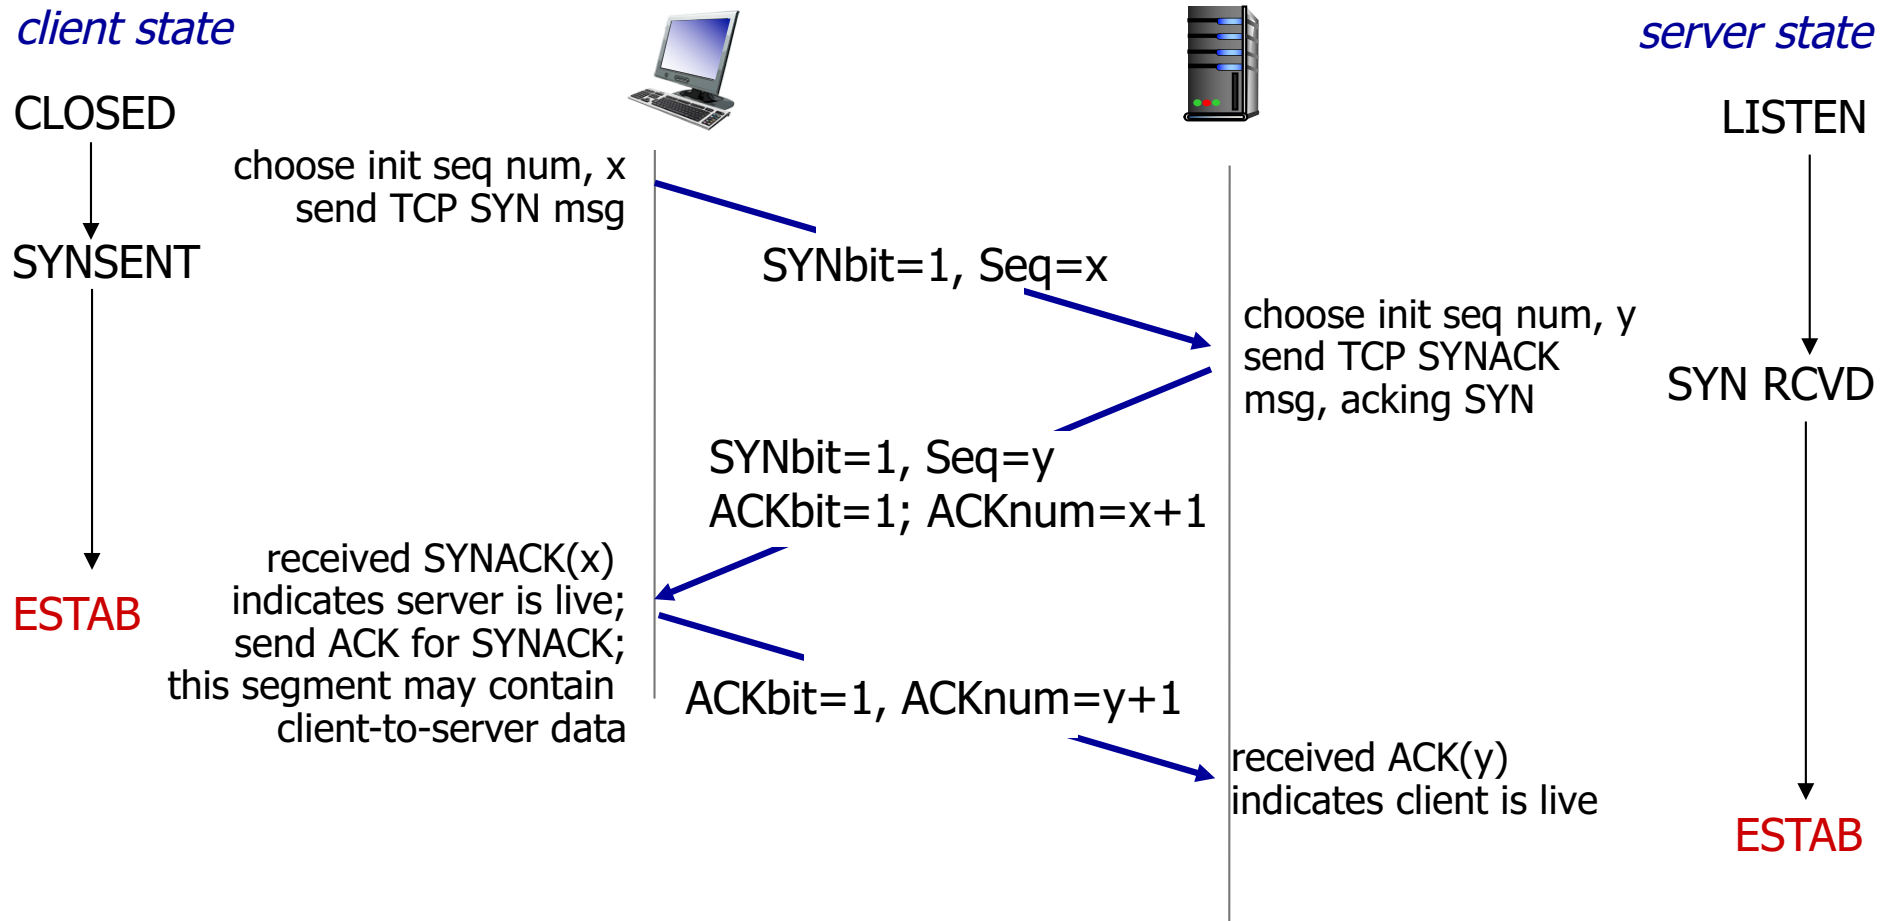 client state
server state
CLOSED
LISTEN
choose init seq num, x
send TCP SYN msg
SYNSENT
SYNbit=1, Seq=x
choose init seq num, y
send TCP SYNACK
msg, acking SYN
SYN RCVD
SYNbit=1, Seq=y
ACKbit=1; ACKnum=x+1
received SYNACK(x)
indicates server is live;
send ACK for SYNACK;
this segment may contain
client-to-server data
ESTAB
ACKbit=1, ACKnum=y+1
received ACK(y)
indicates client is live
ESTAB